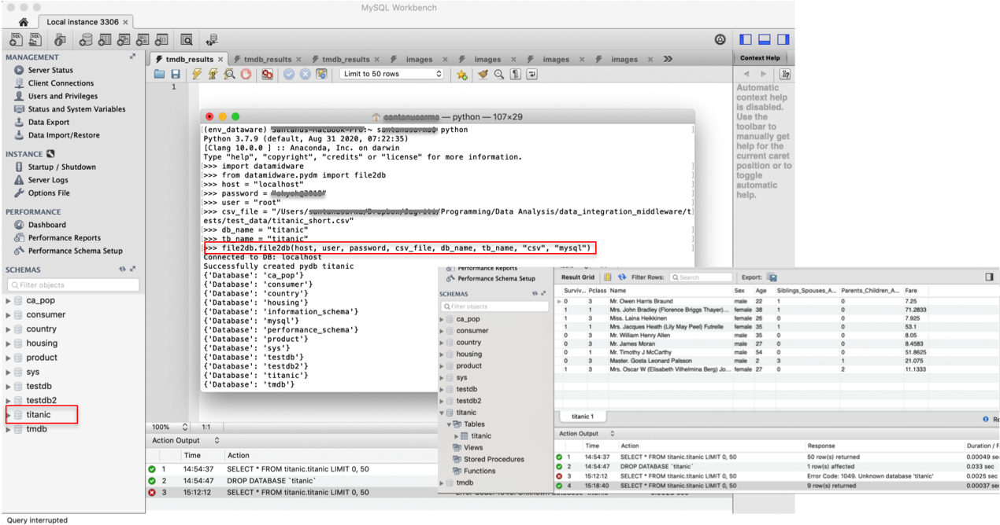 MySQL Workbench
Local instance 3306
tmdb_results
tmdb_results
tmdb_results
images
images
images
images
Context Help
MANAGEMENT
Server Status
Client Connections
Users and Privileges
Status and System Variables
Data Export
Data Import/Restore
INSTANCE
Startup / Shutdown
Server Logs
Options File
PERFORMANCE
Dashboard
Performance Reports
Performance Schema Setup
SCHEMAS
Filter objects
ca_pop
consumer
country
housing
product
sys
testdb
testdb2
titanic
tmdb
Limit to 50 rows
1
Automatic
context help
is disabled.
Use the
toolbar to
manually get
help for the
current caret
position or to
toggle
automatic
help.
— python — 107×29
(env_dataware) :~ python
Python 3.7.9 (default, Aug 31 2020, 07:22:35)
[Clang 10.0.0 ] :: Anaconda, Inc. on darwin
Type "help", "copyright", "credits" or "license" for more information.
>>> import datamidware
>>> from datamidware.pydm import file2db
>>> host = "localhost"
>>> password =
>>> user = "root"
>>> csv_file = "/Users/ /Programming/Data Analysis/data_integration_middleware/t
ests/test_data/titanic_short.csv"
>>> db_name = "titanic"
>>> tb_name = "titanic"
>>> file2db.file2db(host, user, password, csv_file, db_name, tb_name, "csv", "mysql")
Connected to DB: localhost
Successfully created pydb titanic
{'Database': 'ca_pop'}
{'Database': 'consumer'}
{'Database': 'country'}
{'Database': 'housing'}
{'Database': 'information_schema'}
{'Database': 'mysql'}
{'Database': 'performance_schema'}
{'Database': 'product'}
{'Database': 'sys'}
{'Database': 'testdb'}
{'Database': 'testdb2'}
{'Database': 'titanic'}
{'Database': 'tmdb'}
100% 1:1
Action Output
Time Action
1 14:54:37 SELECT * FROM titanic.titanic LIMIT 0, 50
2 14:54:47 DROP DATABASE `titanic`
3 15:12:12 SELECT * FROM titanic.titanic LIMIT 0, 50
Query interrupted
Performance Reports
Performance Schema Setup
SCHEMAS
Filter objects
ca_pop
consumer
country
housing
product
sys
testdb
testdb2
titanic
Tables
titanic
Views
Stored Procedures
Functions
tmdb
Result Grid Filter Rows: Search Export:
Surviv... Pclass Name Sex Age Siblings_Spouses_A... Parents_Children_A... Fare
0 3 Mr. Owen Harris Braund male 22 1 0 7.25
1 1 Mrs. John Bradley (Florence Briggs Thayer)... female 38 1 0 71.2833
1 3 Miss. Laina Heikkinen female 26 0 0 7.925
1 1 Mrs. Jacques Heath (Lily May Peel) Futrelle female 35 1 0 53.1
0 3 Mr. William Henry Allen male 35 0 0 8.05
0 3 Mr. James Moran male 27 0 0 8.4583
0 1 Mr. Timothy J McCarthy male 54 0 0 51.8625
0 3 Master. Gosta Leonard Palsson male 2 3 1 21.075
1 3 Mrs. Oscar W (Elisabeth Vilhelmina Berg) Jo... female 27 0 2 11.1333
titanic 1
Re
Action Output
Time Action Response Duration / F
1 14:54:37 SELECT * FROM titanic.titanic LIMIT 0, 50 50 row(s) returned 0.00049 sec
2 14:54:47 DROP DATABASE `titanic` 1 row(s) affected 0.033 sec
3 15:12:12 SELECT * FROM titanic.titanic LIMIT 0, 50 Error Code: 1049. Unknown database 'titanic' 0.0025 sec
4 15:18:40 SELECT * FROM titanic.titanic LIMIT 0, 50 9 row(s) returned 0.00037 sec